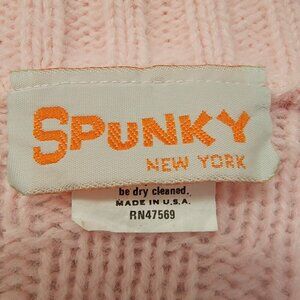 SPUNKY
NEW YORK
be dry cleaned.
MADE IN U.S.A.
RN47569